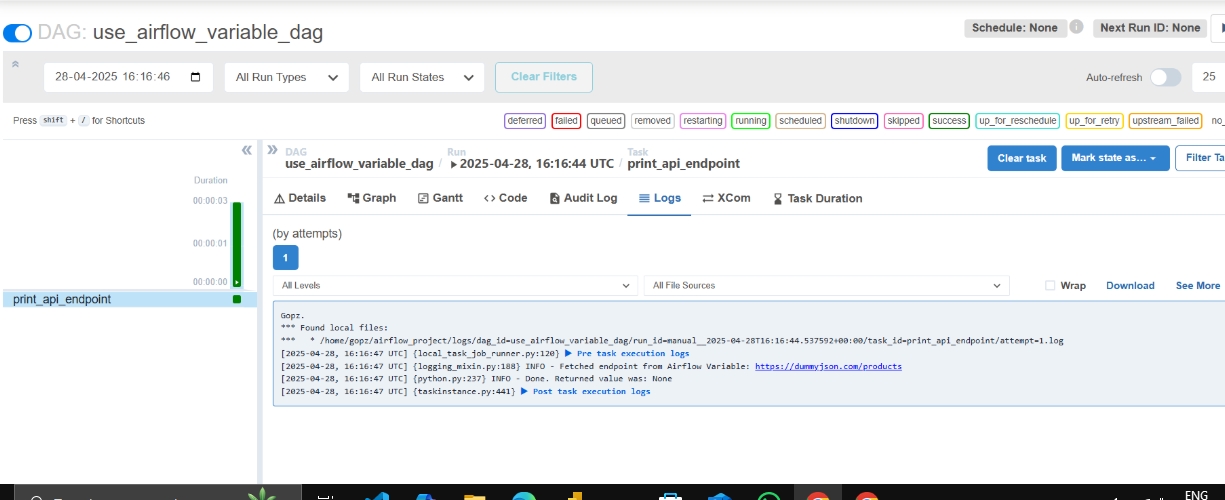 DAG: use_airflow_variable_dag
Schedule: None
Next Run ID: None
28-04-2025 16:16:46
All Run Types
All Run States
Clear Filters
Auto-refresh
25
Press shift + / for Shortcuts
deferred
failed
queued
removed
restarting
running
scheduled
shutdown
skipped
success
up_for_reschedule
up_for_retry
upstream_failed
no_
Duration
00:00:03
00:00:01
00:00:00
print_api_endpoint
DAG
use_airflow_variable_dag /
Run
2025-04-28, 16:16:44 UTC /
Task
print_api_endpoint
Clear task
Mark state as...
Filter Ta
Details
Graph
Gantt
Code
Audit Log
Logs
XCom
Task Duration
(by attempts)
1
All Levels
All File Sources
Wrap
Download
See More
Gopz.
*** Found local files:
***   * /home/gopz/airflow_project/logs/dag_id=use_airflow_variable_dag/run_id=manual__2025-04-28T16:16:44.537592+00:00/task_id=print_api_endpoint/attempt=1.log
[2025-04-28, 16:16:47 UTC] {local_task_job_runner.py:120} ▶ Pre task execution logs
[2025-04-28, 16:16:47 UTC] {logging_mixin.py:188} INFO - Fetched endpoint from Airflow Variable: https://dummyjson.com/products
[2025-04-28, 16:16:47 UTC] {python.py:237} INFO - Done. Returned value was: None
[2025-04-28, 16:16:47 UTC] {taskinstance.py:441} ▶ Post task execution logs
ENG